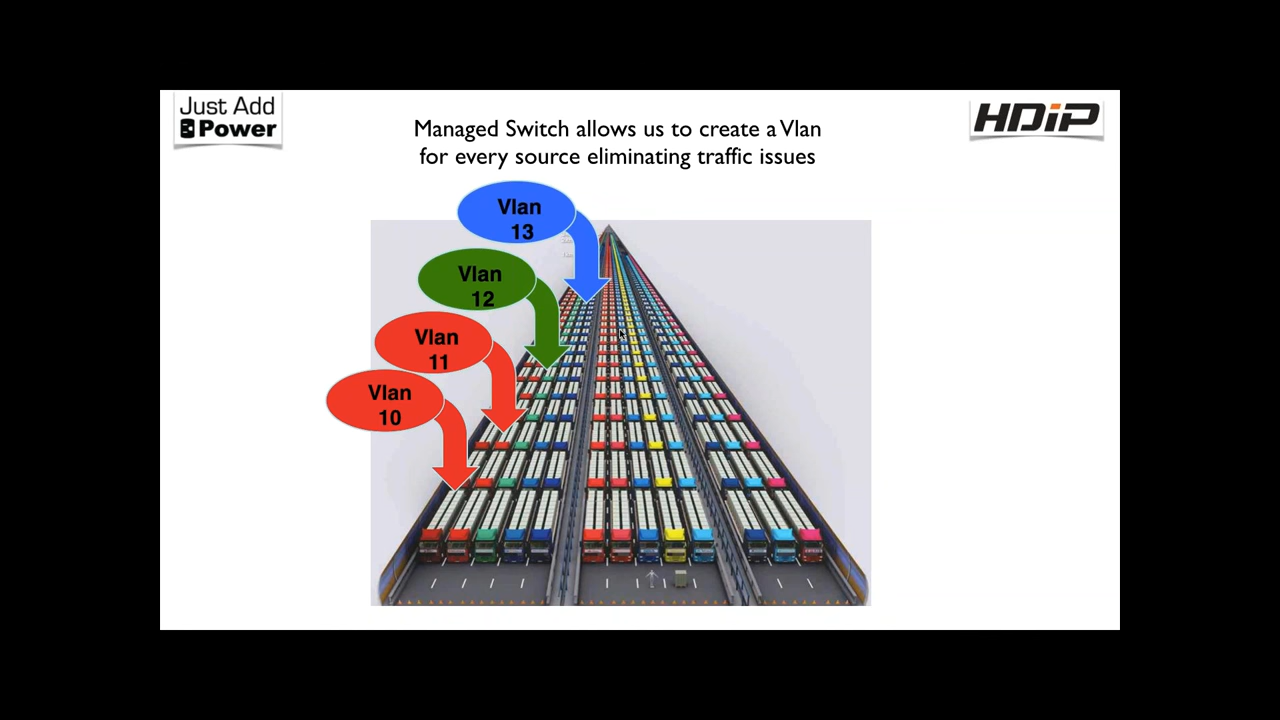 Just Add
Power
HDiP
Managed Switch allows us to create a Vlan
for every source eliminating traffic issues
Vlan
13
Vlan
12
Vlan
11
Vlan
10